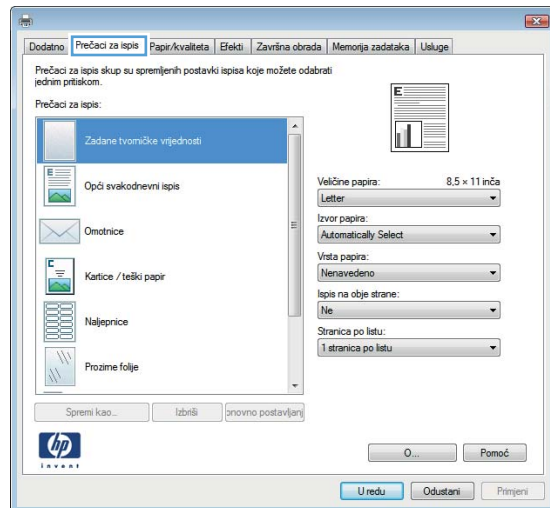 Dodatno Prečaci za ispis Papir/kvaliteta Efekti Završna obrada Memorija zadataka Usluge
Prečaci za ispis skup su spremljenih postavki ispisa koje možete odabrati
jednim pritiskom.
Prečaci za ispis:
Zadane tvorničke vrijednosti
Opći svakodnevni ispis
Omotnice
Kartice / teški papir
Naljepnice
Prozirne folije
E
Veličine papira: 8,5 × 11 inča
Letter
Izvor papira:
Automatically Select
Vrsta papira:
Nenavedeno
Ispis na obje strane:
Ne
Stranica po listu:
1 stranica po listu
Spremi kao... Izbriši onovno postavljanj
hp
invent
O... Pomoć
U redu Odustani Primjeni